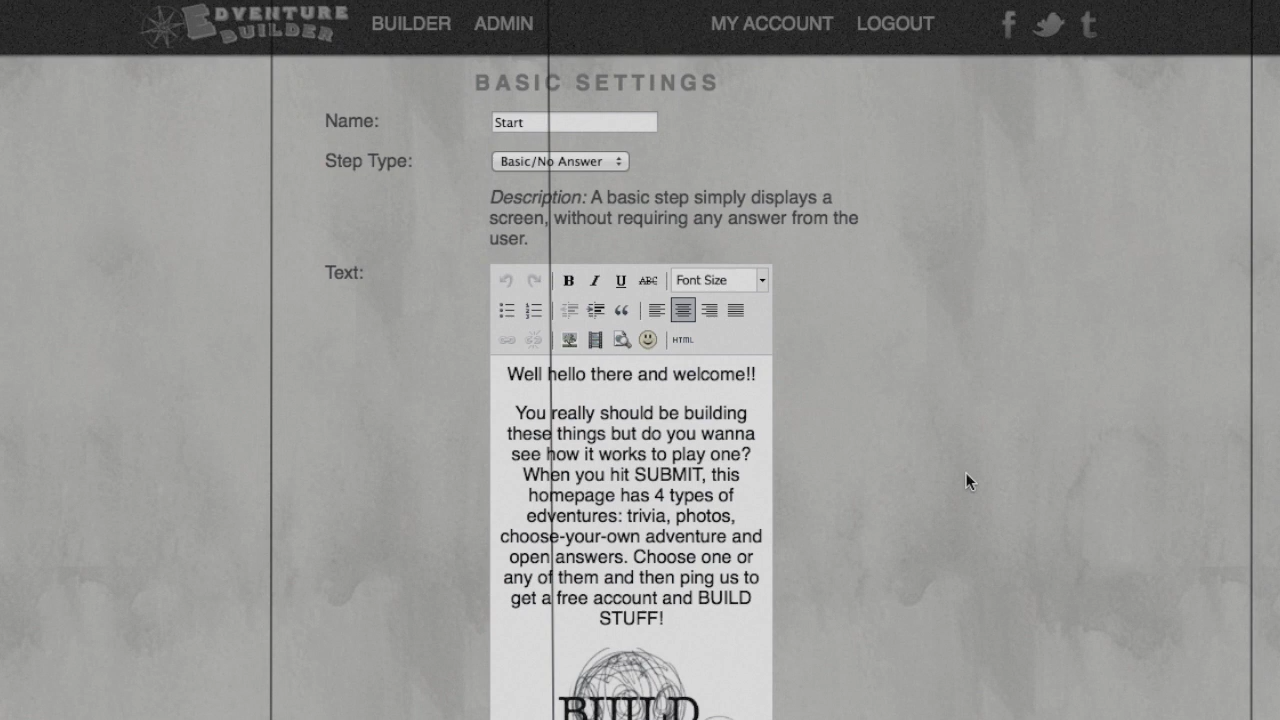 EDVENTURE
BUILDER
BUILDER ADMIN MY ACCOUNT LOGOUT
BASIC SETTINGS
Name: Start
Step Type: Basic/No Answer
Description: A basic step simply displays a
screen, without requiring any answer from the
user.
Text:
B I U ABC Font Size
HTML
Well hello there and welcome!!
You really should be building
these things but do you wanna
see how it works to play one?
When you hit SUBMIT, this
homepage has 4 types of
edventures: trivia, photos,
choose-your-own adventure and
open answers. Choose one or
any of them and then ping us to
get a free account and BUILD
STUFF!
BUILD